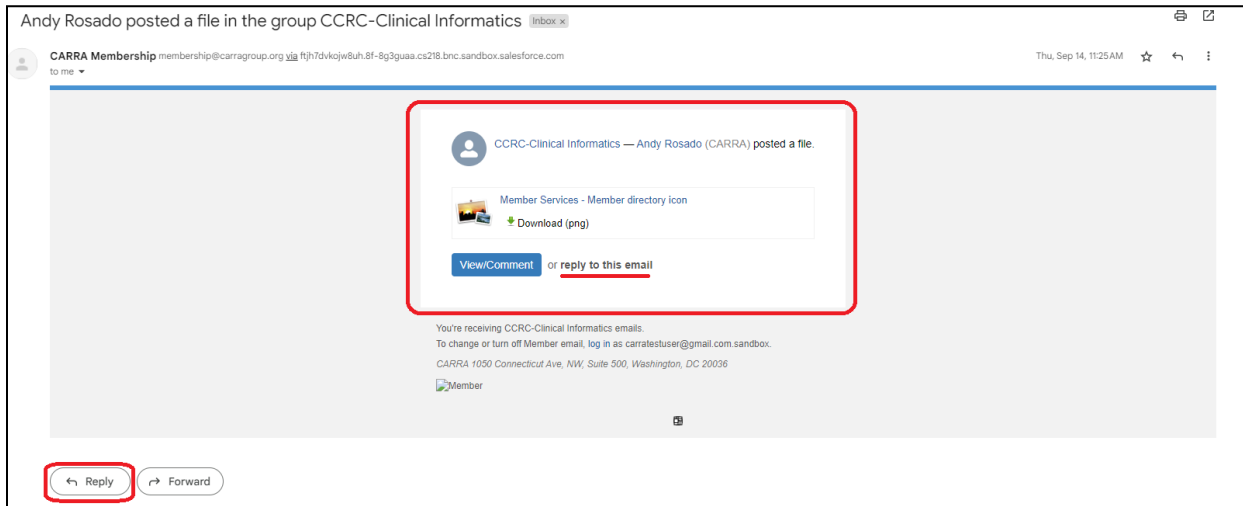 Andy Rosado posted a file in the group CCRC-Clinical Informatics Inbox x
CARRA Membership membership@carragroup.org via ftjh7dvkojw8uh.8f-8g3guaa.cs218.bnc.sandbox.salesforce.com Thu, Sep 14, 11:25 AM
to me
CCRC-Clinical Informatics — Andy Rosado (CARRA) posted a file.
Member Services - Member directory icon
Download (png)
View/Comment or reply to this email
You're receiving CCRC-Clinical Informatics emails.
To change or turn off Member email, log in as carratestuser@gmail.com.sandbox.
CARRA 1050 Connecticut Ave, NW, Suite 500, Washington, DC 20036
Member
Reply Forward